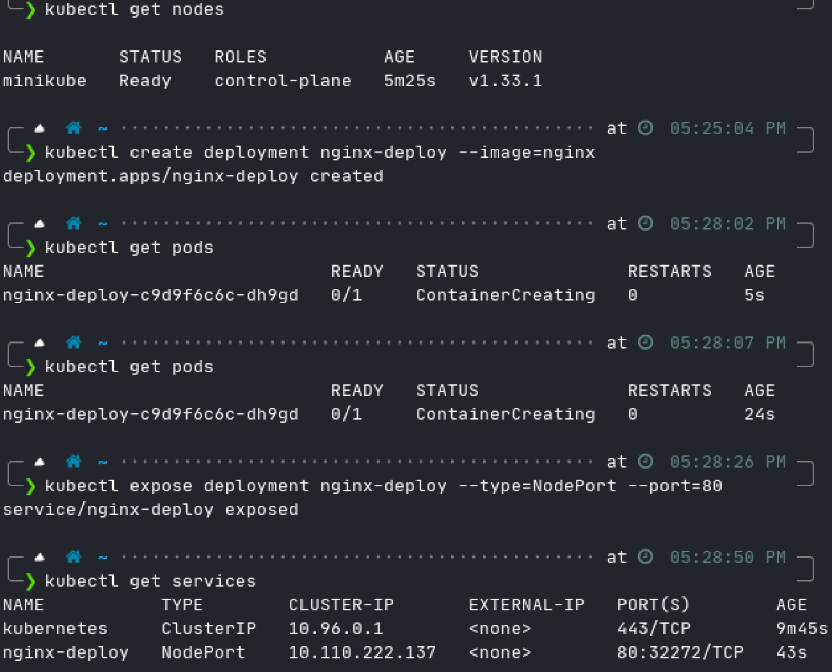 ❯ kubectl get nodes
NAME       STATUS   ROLES           AGE     VERSION
minikube   Ready    control-plane   5m25s   v1.33.1
~ at 05:25:04 PM
❯ kubectl create deployment nginx-deploy --image=nginx
deployment.apps/nginx-deploy created
~ at 05:28:02 PM
❯ kubectl get pods
NAME                           READY   STATUS              RESTARTS   AGE
nginx-deploy-c9d9f6c6c-dh9gd   0/1     ContainerCreating   0          5s
~ at 05:28:07 PM
❯ kubectl get pods
NAME                           READY   STATUS              RESTARTS   AGE
nginx-deploy-c9d9f6c6c-dh9gd   0/1     ContainerCreating   0          24s
~ at 05:28:26 PM
❯ kubectl expose deployment nginx-deploy --type=NodePort --port=80
service/nginx-deploy exposed
~ at 05:28:50 PM
❯ kubectl get services
NAME           TYPE        CLUSTER-IP       EXTERNAL-IP   PORT(S)        AGE
kubernetes     ClusterIP   10.96.0.1        <none>        443/TCP        9m45s
nginx-deploy   NodePort    10.110.222.137   <none>        80:32272/TCP   43s